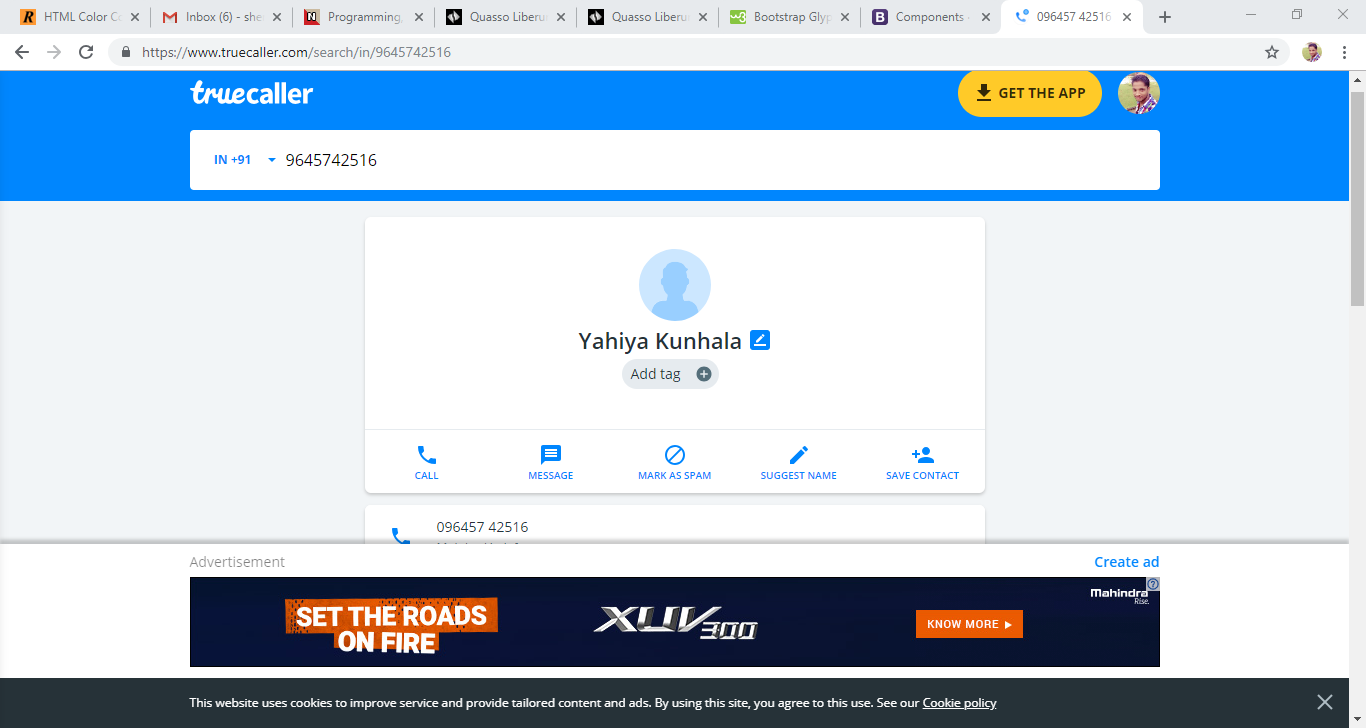 HTML Color Co
Inbox (6) - she
Programming,
Quasso Liberu
Quasso Liberu
Bootstrap Glyp
Components
096457 42516
https://www.truecaller.com/search/in/9645742516
truecaller
GET THE APP
IN +91 9645742516
Yahiya Kunhala
Add tag
CALL
MESSAGE
MARK AS SPAM
SUGGEST NAME
SAVE CONTACT
096457 42516
Advertisement
Create ad
SET THE ROADS
ON FIRE
XUV300
KNOW MORE
Mahindra
Rise.
This website uses cookies to improve service and provide tailored content and ads. By using this site, you agree to this use. See our Cookie policy